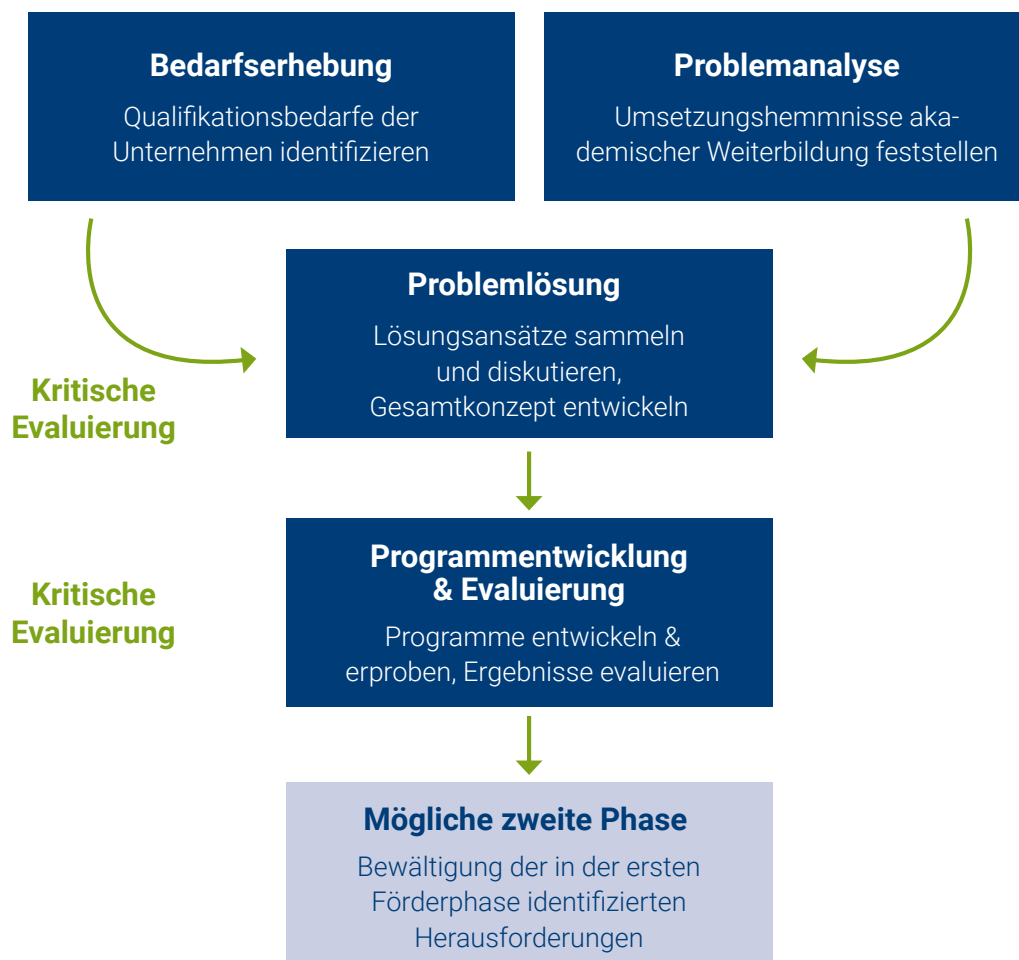 Bedarfserhebung
Qualifikationsbedarfe der
Unternehmen identifizieren
Problemanalyse
Umsetzungshemmnisse aka-
demischer Weiterbildung feststellen
Problemlösung
Lösungsansätze sammeln
und diskutieren,
Gesamtkonzept entwickeln
Kritische
Evaluierung
Programmentwicklung
& Evaluierung
Programme entwickeln &
erproben, Ergebnisse evaluieren
Kritische
Evaluierung
Mögliche zweite Phase
Bewältigung der in der ersten
Förderphase identifizierten
Herausforderungen